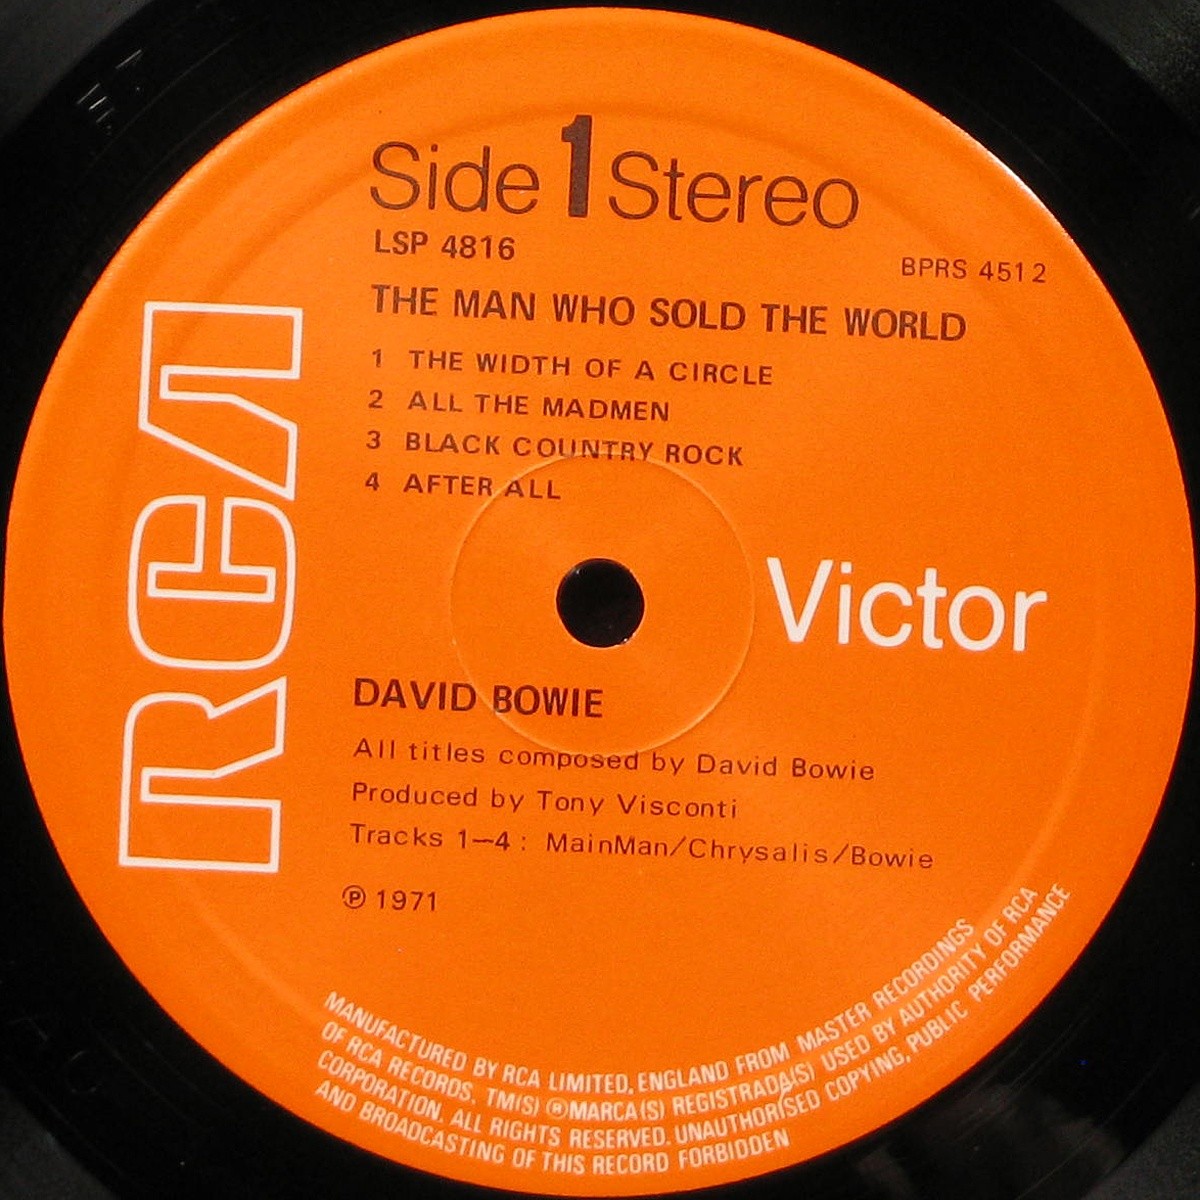 Side 1 Stereo
LSP 4816
BPRS 4512
THE MAN WHO SOLD THE WORLD
1 THE WIDTH OF A CIRCLE
2 ALL THE MADMEN
3 BLACK COUNTRY ROCK
4 AFTER ALL
RCA
Victor
DAVID BOWIE
All titles composed by David Bowie
Produced by Tony Visconti
Tracks 1—4 : MainMan/Chrysalis/Bowie
℗ 1971
MANUFACTURED BY RCA LIMITED, ENGLAND FROM MASTER RECORDINGS
OF RCA RECORDS. TM(S) ®MARCA(S) REGISTRADA(S) USED BY AUTHORITY OF RCA
CORPORATION. ALL RIGHTS RESERVED. UNAUTHORISED COPYING, PUBLIC PERFORMANCE
AND BROADCASTING OF THIS RECORD FORBIDDEN